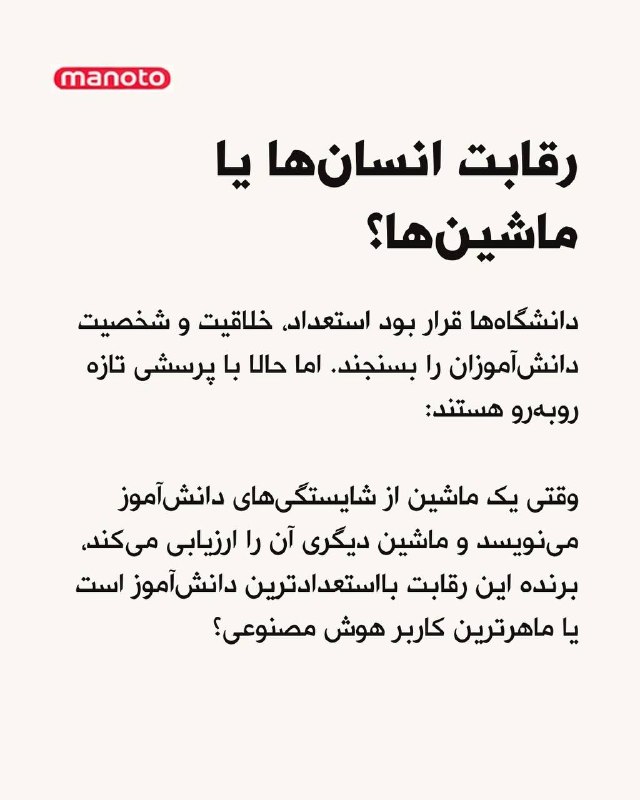 manoto
رقابت انسان‌ها یا
ماشین‌ها؟
دانشگاه‌ها قرار بود استعداد، خلاقیت و شخصیت
دانش‌آموزان را بسنجند. اما حالا با پرسشی تازه
روبه‌رو هستند:
وقتی یک ماشین از شایستگی‌های دانش‌آموز
می‌نویسد و ماشین دیگری آن را ارزیابی می‌کند،
برنده این رقابت بااستعدادترین دانش‌آموز است
یا ماهرترین کاربر هوش مصنوعی؟